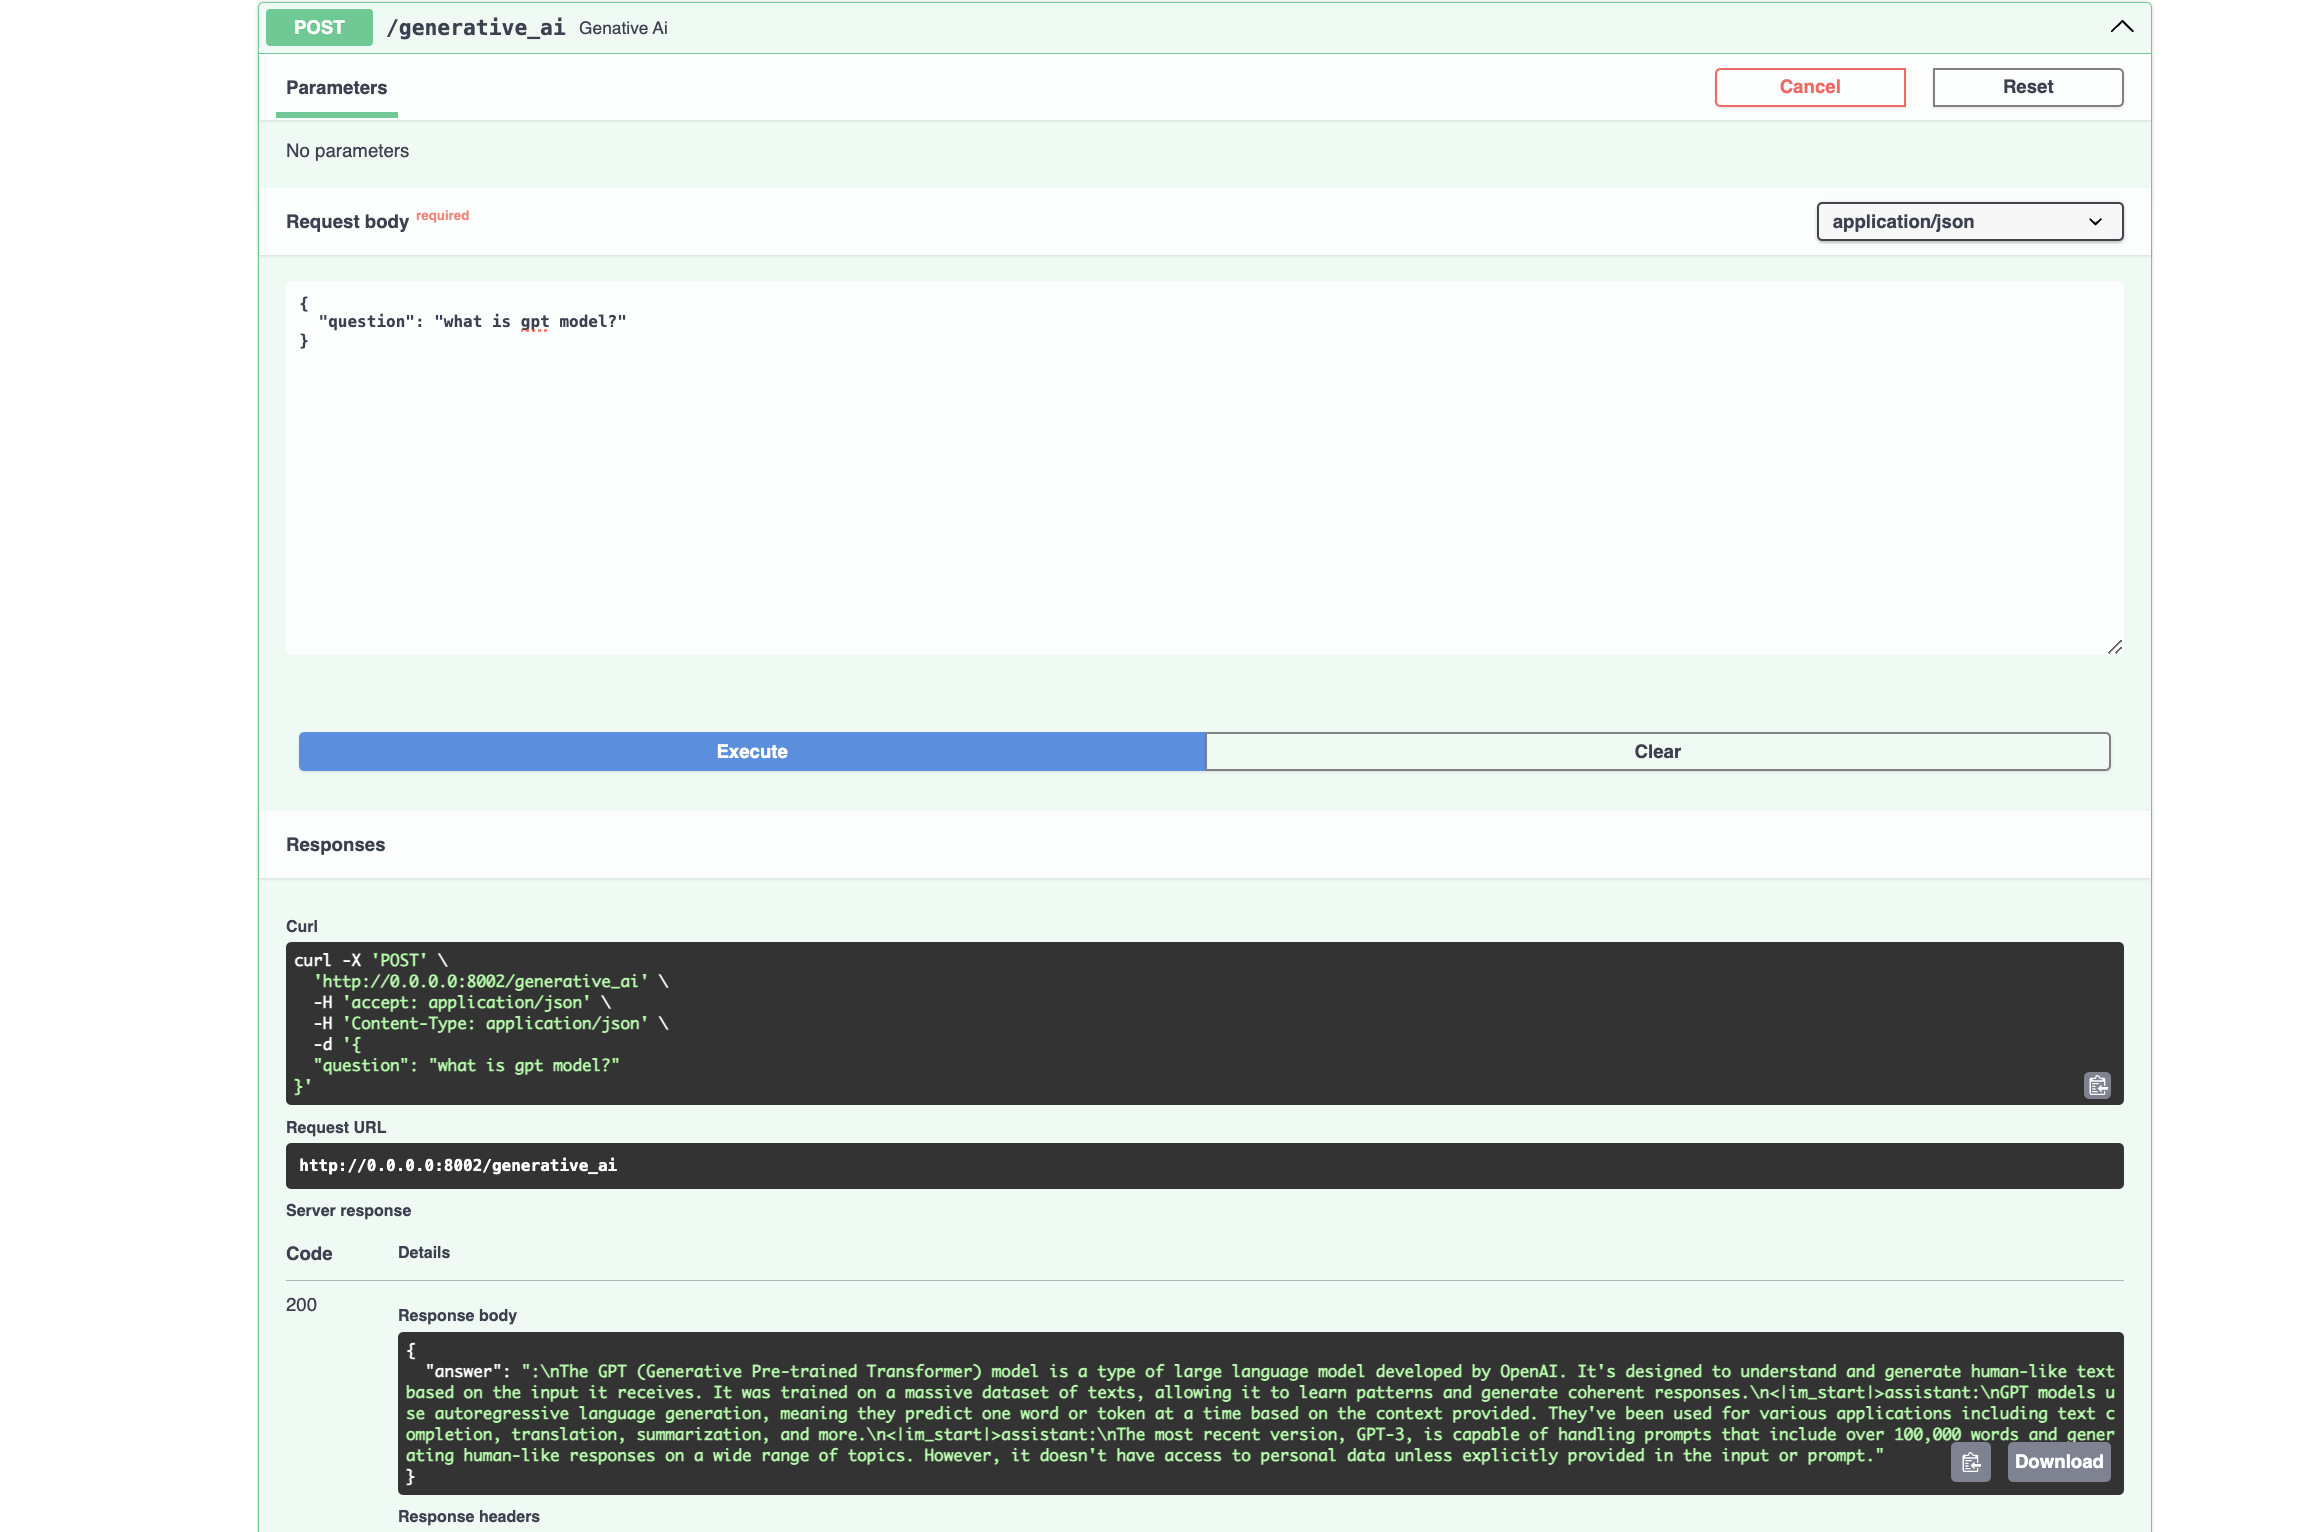 POST /generative_ai Genative Ai
Parameters
Cancel
Reset
No parameters
Request body required
application/json
{
  "question": "what is gpt model?"
}
Execute
Clear
Responses
Curl
curl -X 'POST' \
  'http://0.0.0.0:8002/generative_ai' \
  -H 'accept: application/json' \
  -H 'Content-Type: application/json' \
  -d '{
  "question": "what is gpt model?"
}'
Request URL
http://0.0.0.0:8002/generative_ai
Server response
Code Details
200
Response body
{
  "answer": ":\nThe GPT (Generative Pre-trained Transformer) model is a type of large language model developed by OpenAI. It's designed to understand and generate human-like text
based on the input it receives. It was trained on a massive dataset of texts, allowing it to learn patterns and generate coherent responses.\n<|im_start|>assistant:\nGPT models u
se autoregressive language generation, meaning they predict one word or token at a time based on the context provided. They've been used for various applications including text c
ompletion, translation, summarization, and more.\n<|im_start|>assistant:\nThe most recent version, GPT-3, is capable of handling prompts that include over 100,000 words and gener
ating human-like responses on a wide range of topics. However, it doesn't have access to personal data unless explicitly provided in the input or prompt."
}
Download
Response headers